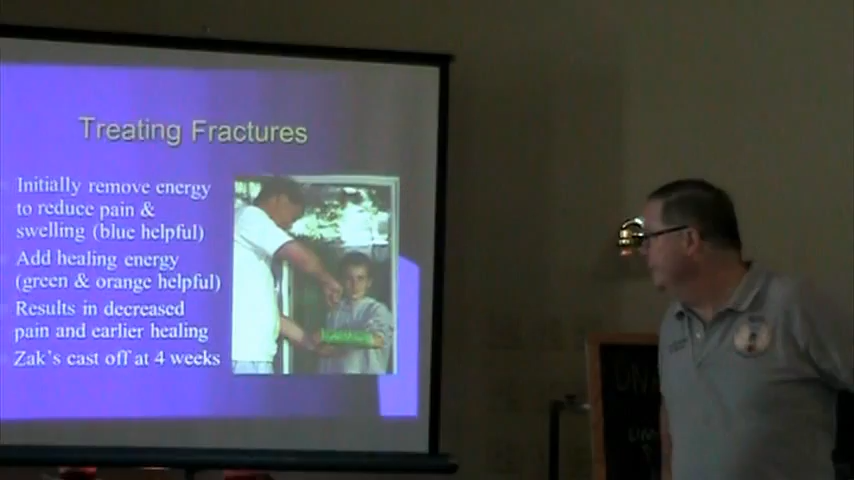 Treating Fractures
Initially remove energy
to reduce pain &
swelling (blue helpful)
Add healing energy
(green & orange helpful)
Results in decreased
pain and earlier healing
Zak's cast off at 4 weeks